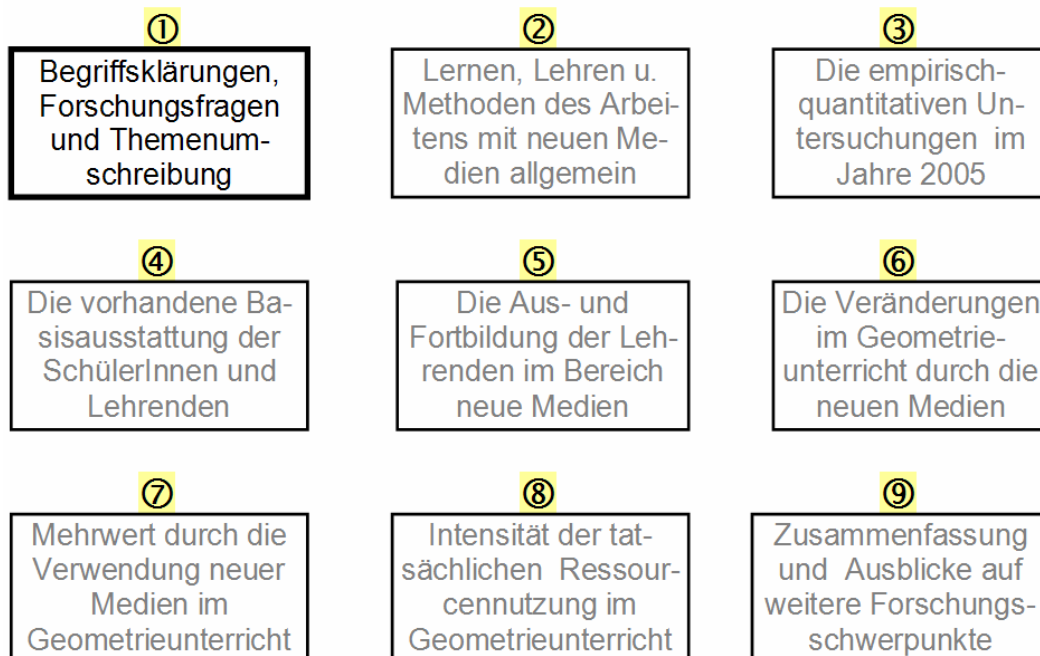 ①
Begriffsklärungen,
Forschungsfragen
und Themenum-
schreibung
②
Lernen, Lehren u.
Methoden des Arbei-
tens mit neuen Me-
dien allgemein
③
Die empirisch-
quantitativen Un-
tersuchungen im
Jahre 2005
④
Die vorhandene Ba-
sisausstattung der
SchülerInnen und
Lehrenden
⑤
Die Aus- und
Fortbildung der Leh-
renden im Bereich
neue Medien
⑥
Die Veränderungen
im Geometrie-
unterricht durch die
neuen Medien
⑦
Mehrwert durch die
Verwendung neuer
Medien im
Geometrieunterricht
⑧
Intensität der tat-
sächlichen Ressour-
cennutzung im
Geometrieunterricht
⑨
Zusammenfassung
und Ausblicke auf
weitere Forschungs-
schwerpunkte